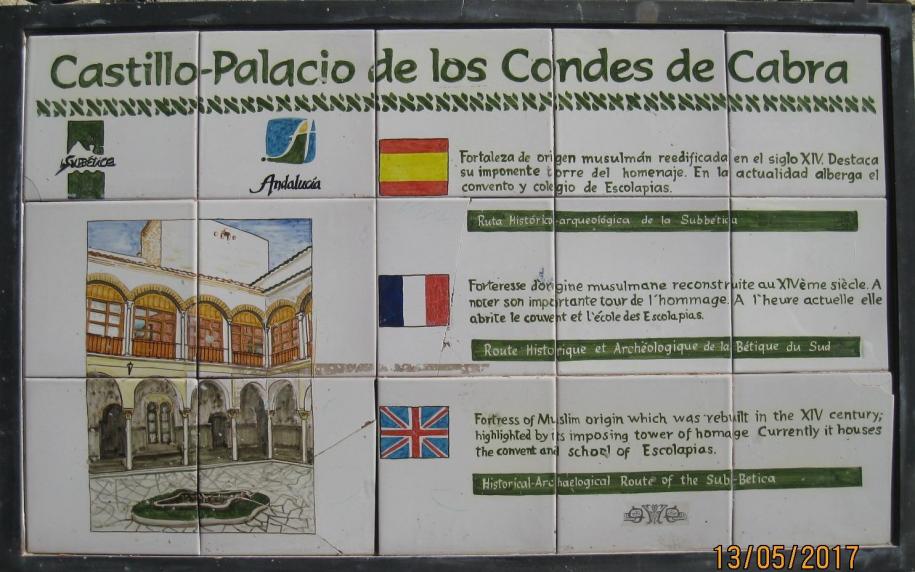 Castillo-Palacio de los Condes de Cabra
Subbética
Andalucía
Fortaleza de origen musulmán reedificada en el siglo XIV. Destaca
su imponente torre del homenaje. En la actualidad alberga el
convento y colegio de Escolapias.
Ruta Histórico-arqueológica de la Subbética
Forteresse d'origine musulmane reconstruite au XIVème siècle. A
noter son importante tour de l'hommage. A l'heure actuelle elle
abrite le couvent et l'école des Escolapias.
Route Historique et Archéologique de la Bétique du Sud
Fortress of Muslim origin which was rebuilt in the XIV century;
highlighted by its imposing tower of homage Currently it houses
the convent and school of Escolapias.
Historical-Archaelogical Route of the Sub-Betica
13/05/2017